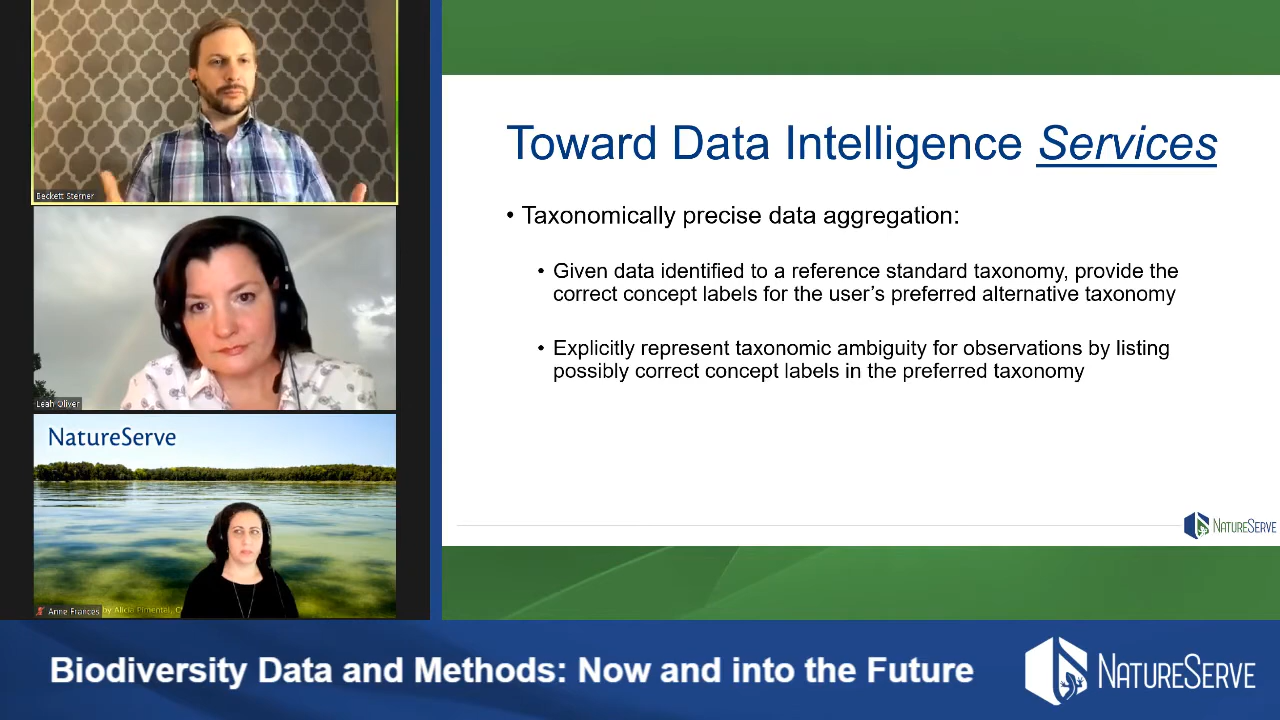 Beckett Sterner
Leah Oliver
NatureServe
Anne Frances
by Alicia Pimental, C
Toward Data Intelligence Services
• Taxonomically precise data aggregation:
• Given data identified to a reference standard taxonomy, provide the
correct concept labels for the user's preferred alternative taxonomy
• Explicitly represent taxonomic ambiguity for observations by listing
possibly correct concept labels in the preferred taxonomy
NATURESERVE
Biodiversity Data and Methods: Now and into the Future
NATURESERVE